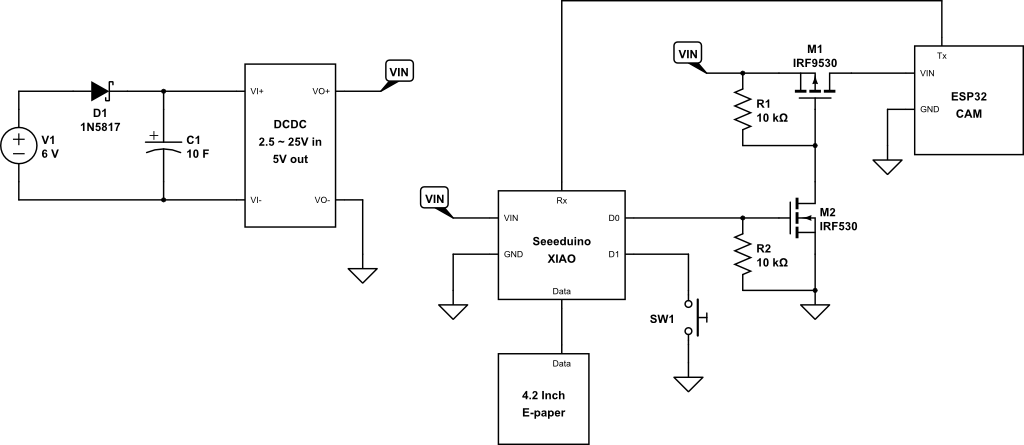 V1
6 V
D1
1N5817
+
C1
10 F
VI+
VI-
DCDC
2.5 ~ 25V in
5V out
VO+
VO-
VIN
VIN
VIN
GND
Rx
Seeeduino
XIAO
Data
D0
D1
Data
4.2 Inch
E-paper
SW1
VIN
R1
10 kΩ
M1
IRF9530
R2
10 kΩ
M2
IRF530
Tx
VIN
GND
ESP32
CAM